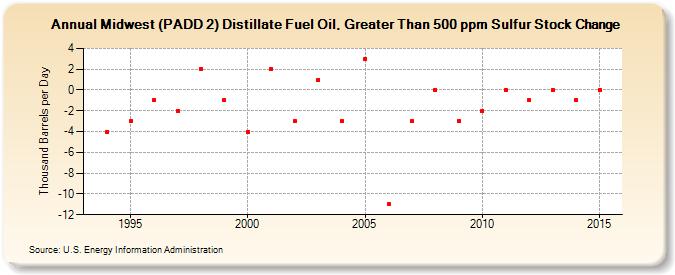 Annual Midwest (PADD 2) Distillate Fuel Oil, Greater Than 500 ppm Sulfur Stock Change
Thousand Barrels per Day
4
2
0
-2
-4
-6
-8
-10
-12
1995 2000 2005 2010 2015
Source: U.S. Energy Information Administration